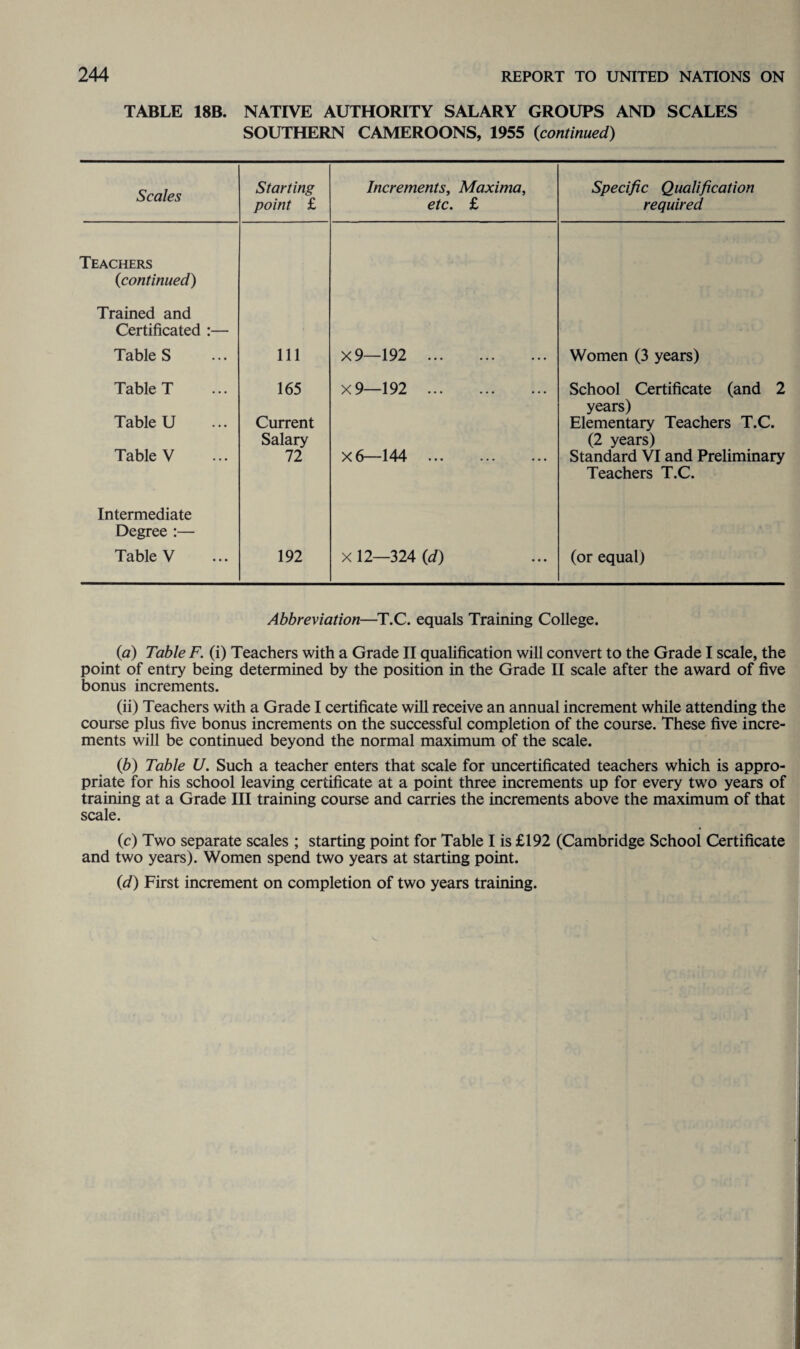 244 REPORT TO UNITED NATIONS ON
TABLE 18B. NATIVE AUTHORITY SALARY GROUPS AND SCALES
SOUTHERN CAMEROONS, 1955 (continued)
Scales Starting point £ Increments, Maxima, etc. £ Specific Qualification required
TEACHERS
(continued)
Trained and
Certificated :—
Table S ... 111 ×9—192 ... ... ... Women (3 years)
Table T ... 165 ×9—192 ... ... ... School Certificate (and 2
years)
Table U ... Current Elementary Teachers T.C.
Salary (2 years)
Table V ... 72 ×6—144 ... ... ... Standard VI and Preliminary
Teachers T.C.
Intermediate
Degree :—
Table V ... 192 ×12—324 (d) ... (or equal)
Abbreviation—T.C. equals Training College.
(a) Table F. (i) Teachers with a Grade II qualification will convert to the Grade I scale, the
point of entry being determined by the position in the Grade II scale after the award of five
bonus increments.
(ii) Teachers with a Grade I certificate will receive an annual increment while attending the
course plus five bonus increments on the successful completion of the course. These five incre-
ments will be continued beyond the normal maximum of the scale.
(b) Table U. Such a teacher enters that scale for uncertificated teachers which is appro-
priate for his school leaving certificate at a point three increments up for every two years of
training at a Grade III training course and carries the increments above the maximum of that
scale.
(c) Two separate scales ; starting point for Table I is £192 (Cambridge School Certificate
and two years). Women spend two years at starting point.
(d) First increment on completion of two years training.